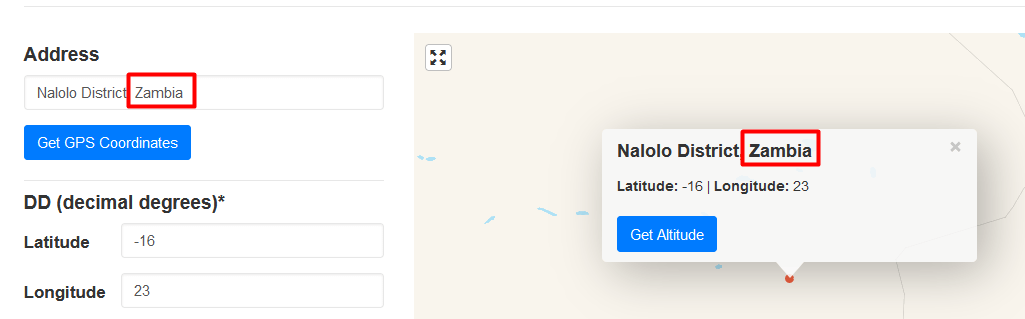 Address
Nalolo District, Zambia
Get GPS Coordinates
DD (decimal degrees)*
Latitude
-16
Longitude
23
Nalolo District, Zambia
×
Latitude: -16 | Longitude: 23
Get Altitude